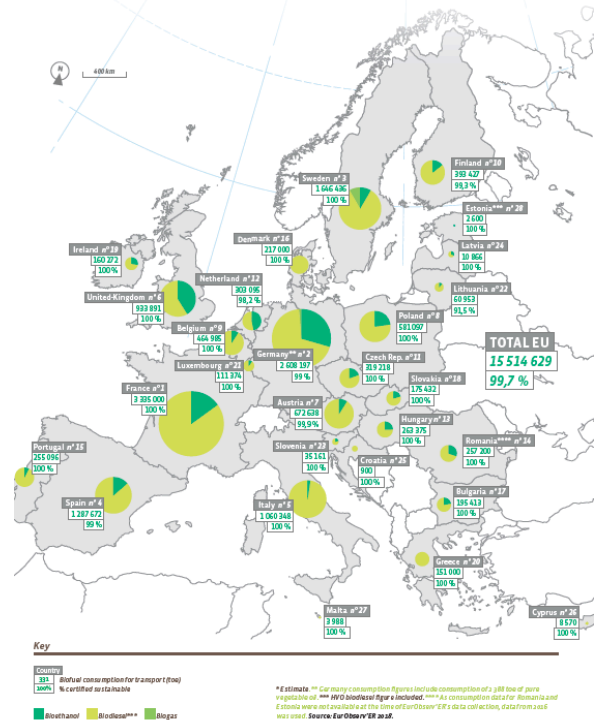 N
400 km
Finland n°10
393 427
99,3%
Sweden n°3
1 646 436
100 %
Estonia*** n°28
2 600
100 %
Denmark n°16
217 000
100 %
Latvia n°24
10 866
100 %
Ireland n°19
160 272
100 %
Netherland n°12
303 095
98,2%
Lithuania n°22
60 953
91,5%
United-Kingdom n°6
933 891
100 %
Poland n°8
581 097
100 %
Belgium n°9
464 985
100 %
TOTAL EU
15 514 629
99,7 %
Germany** n°2
2 608 197
99 %
Czech Rep. n°11
319 218
100%
Luxembourg n°21
111 374
100 %
Slovakia n°18
175 432
100%
France n°1
3 335 000
100 %
Austria n°7
672 638
99,9%
Hungary n°13
263 375
100%
Romania**** n°14
257 200
100%
Slovenia n°23
35 161
100 %
Portugal n°15
255 096
100 %
Croatia n°25
900
100%
Bulgaria n°17
195 413
100 %
Spain n°4
1 287 672
99 %
Italy n°5
1 060 348
100 %
Greece n°20
151 000
100%
Malta n°27
3 988
100 %
Cyprus n°26
8 570
100 %
Key
Country
331
100%
Biofuel consumption for transport (toe)
% certified sustainable
Bioethanol
Biodiesel***
Biogas
* Estimate. ** Germany consumption figures include consumption of 3 588 toe of pure
vegetable oil. *** HVO biodiesel figure included. **** As consumption data for Romania and
Estonia were not available at the time of EurObserv'ER's data collection, data from 2016
was used. Source: EurObserv'ER 2018.